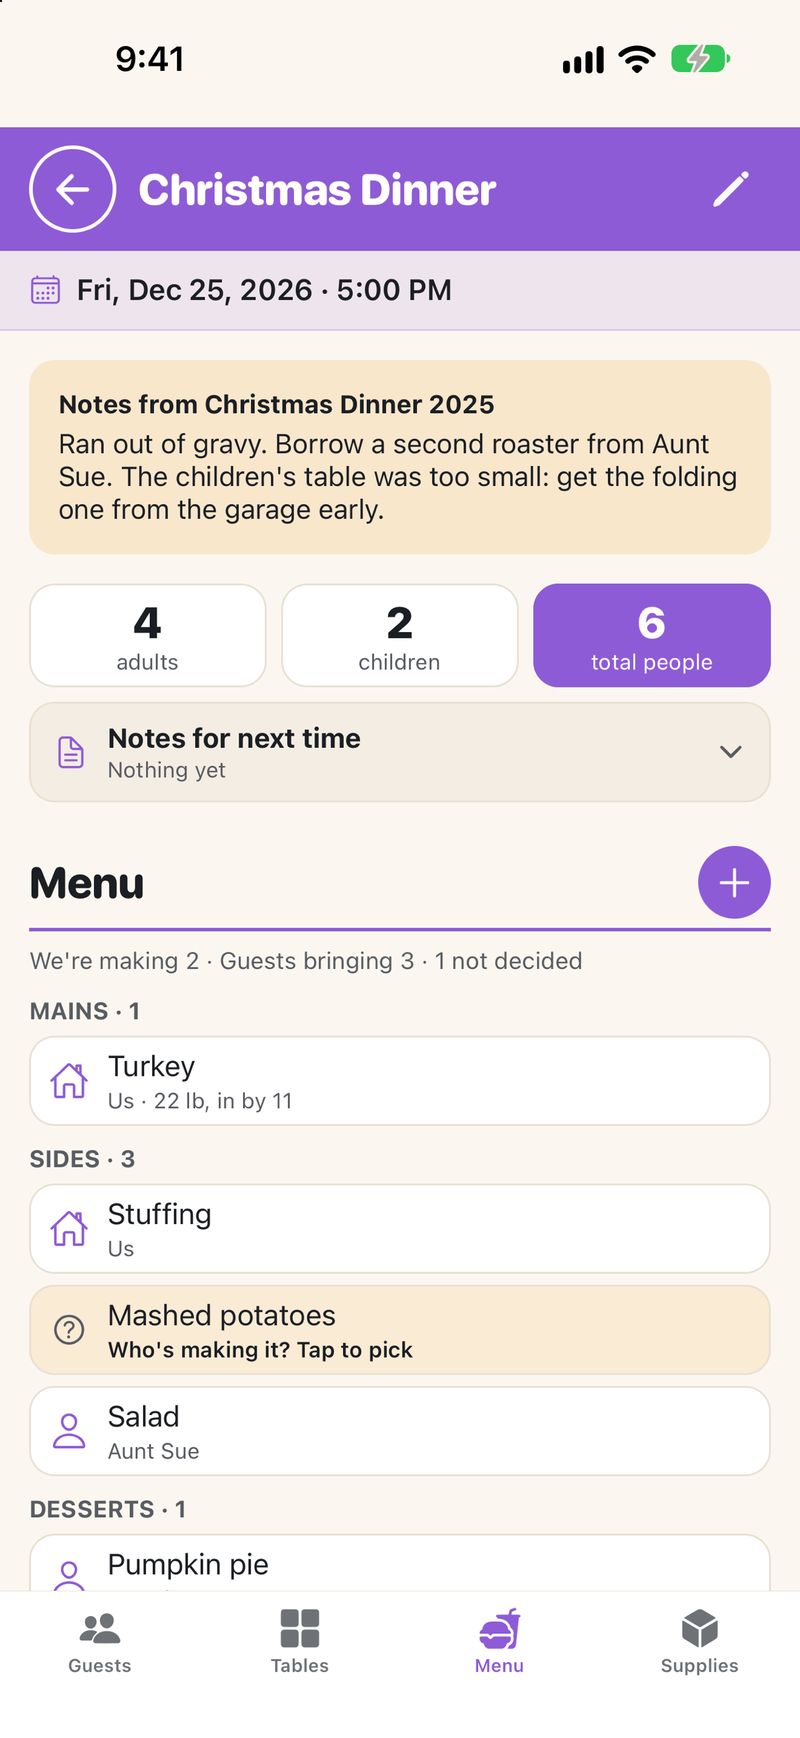 9:41
Christmas Dinner
Fri, Dec 25, 2026 · 5:00 PM
Notes from Christmas Dinner 2025
Ran out of gravy. Borrow a second roaster from Aunt
Sue. The children's table was too small: get the folding
one from the garage early.
4
adults
2
children
6
total people
Notes for next time
Nothing yet
Menu
We're making 2 · Guests bringing 3 · 1 not decided
MAINS · 1
Turkey
Us · 22 lb, in by 11
SIDES · 3
Stuffing
Us
Mashed potatoes
Who's making it? Tap to pick
Salad
Aunt Sue
DESSERTS · 1
Pumpkin pie
Guests
Tables
Menu
Supplies